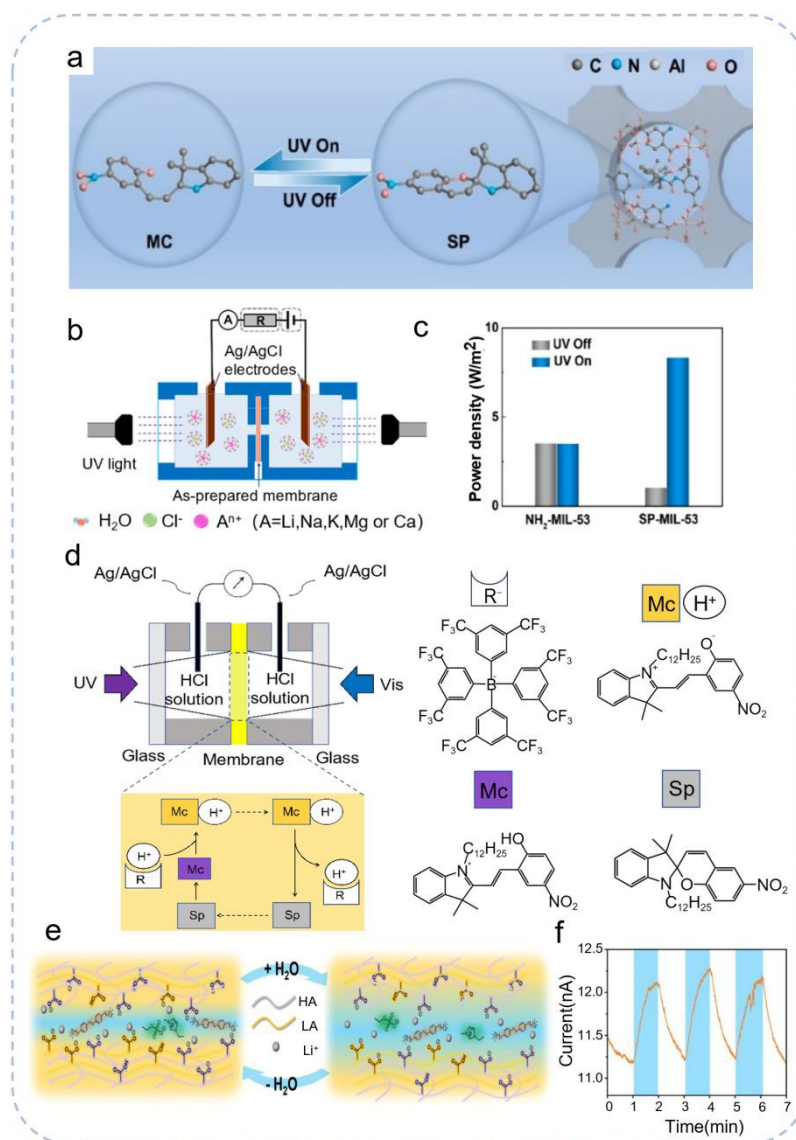 a
C N Al O
UV On
UV Off
MC
SP
b
A
R
Ag/AgCl
electrodes
UV light
As-prepared membrane
H₂O Cl⁻ Aⁿ⁺ (A=Li,Na,K,Mg or Ca)
c
Power density (W/m²)
10
5
0
UV Off
UV On
NH₂-MIL-53
SP-MIL-53
d
Ag/AgCl
Ag/AgCl
UV
HCl
solution
HCl
solution
Vis
Glass
Membrane
Glass
Mc H⁺
Mc H⁺
H⁺
R
Mc
H⁺
R
Sp
Sp
R⁻
CF₃
CF₃
F₃C
CF₃
F₃C
B⁻
CF₃
CF₃
CF₃
Mc H⁺
C₁₂H₂₅
O⁻
N⁺
NO₂
Mc
C₁₂H₂₅
HO
N⁺
NO₂
Sp
N
O
NO₂
C₁₂H₂₅
e
+ H₂O
HA
LA
Li⁺
- H₂O
f
Current(nA)
12.5
12.0
11.5
11.0
0 1 2 3 4 5 6 7
Time(min)